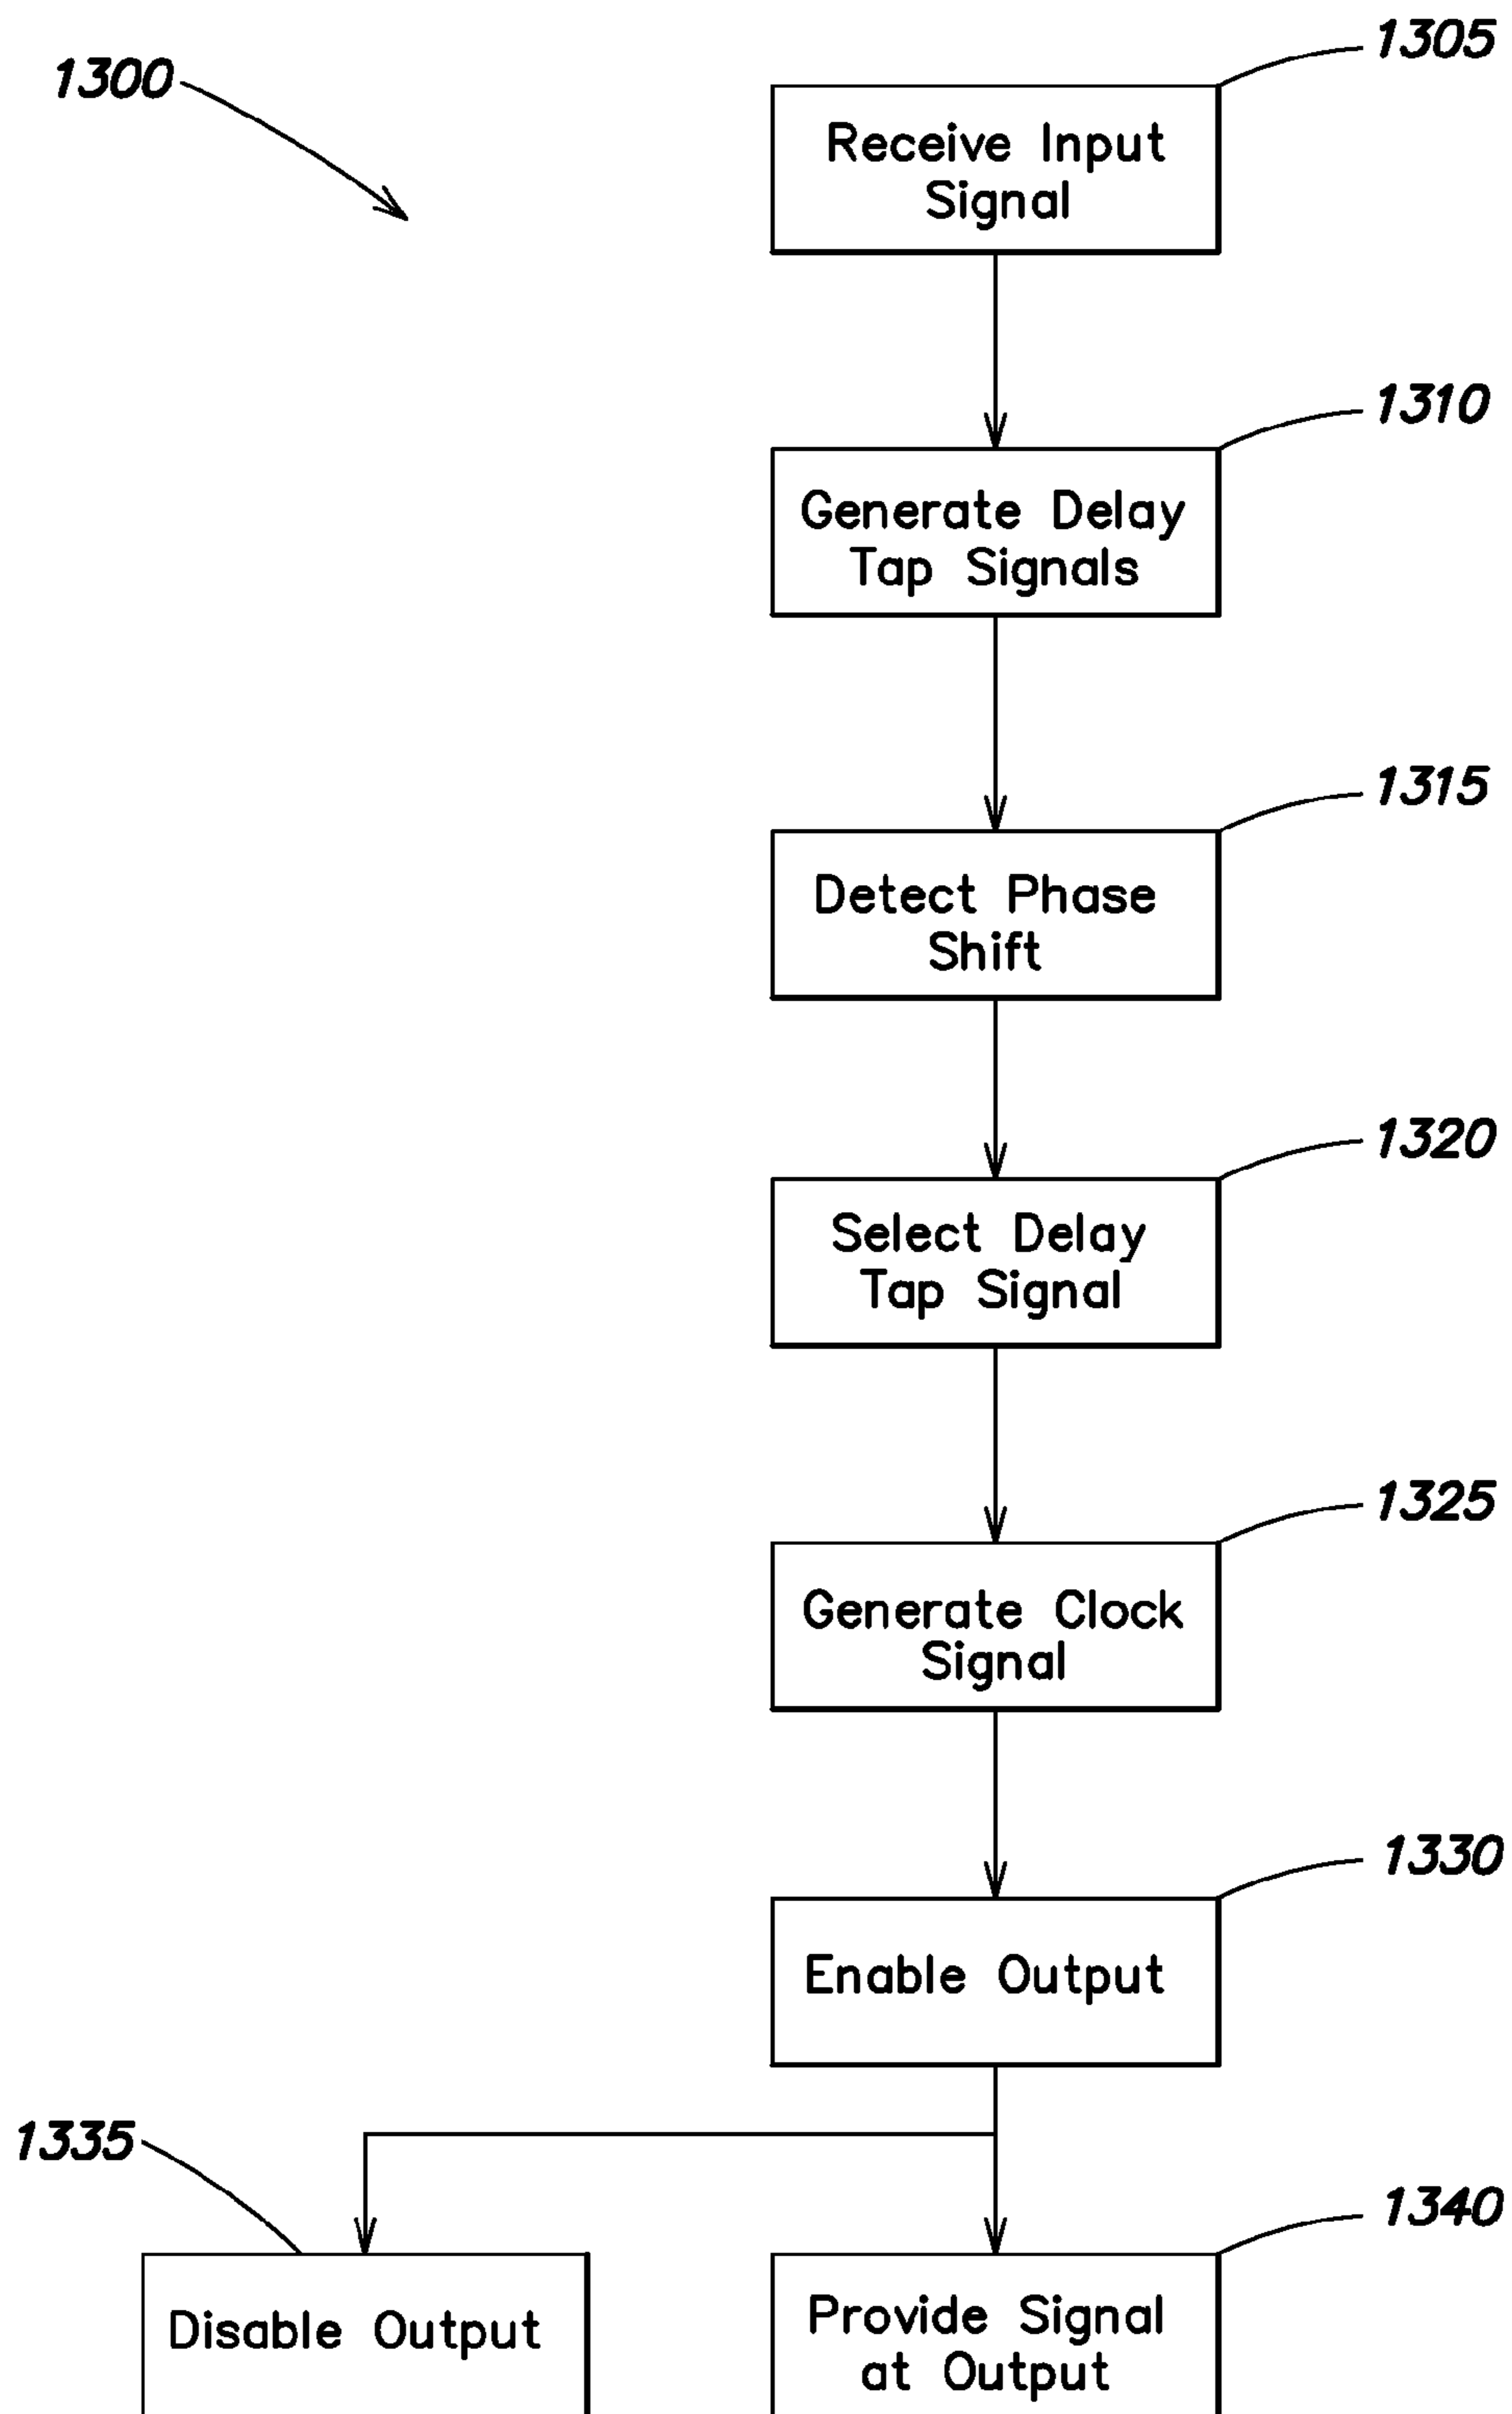 1300
1305
Receive Input
Signal
1310
Generate Delay
Tap Signals
1315
Detect Phase
Shift
1320
Select Delay
Tap Signal
1325
Generate Clock
Signal
1330
Enable Output
1335
Disable Output
1340
Provide Signal
at Output